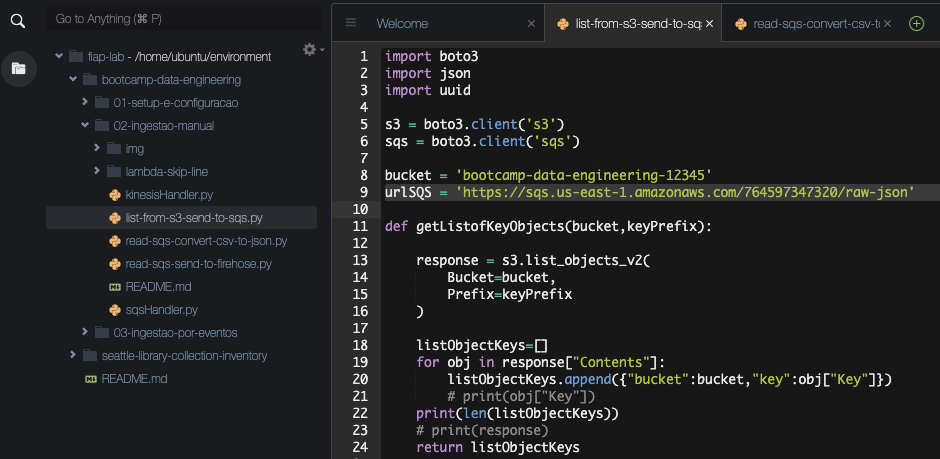 Go to Anything (⌘ P)
fiap-lab - /home/ubuntu/environment
bootcamp-data-engineering
01-setup-e-configuracao
02-ingestao-manual
img
lambda-skip-line
kinesisHandler.py
list-from-s3-send-to-sqs.py
read-sqs-convert-csv-to-json.py
read-sqs-send-to-firehose.py
README.md
sqsHandler.py
03-ingestao-por-eventos
seattle-library-collection-inventory
README.md
Welcome
list-from-s3-send-to-sqs
read-sqs-convert-csv-t
1 import boto3
2 import json
3 import uuid
4
5 s3 = boto3.client('s3')
6 sqs = boto3.client('sqs')
7
8 bucket = 'bootcamp-data-engineering-12345'
9 urlSQS = 'https://sqs.us-east-1.amazonaws.com/764597347320/raw-json'
10
11 def getListofKeyObjects(bucket,keyPrefix):
12
13     response = s3.list_objects_v2(
14         Bucket=bucket,
15         Prefix=keyPrefix
16     )
17
18     listObjectKeys=[]
19     for obj in response["Contents"]:
20         listObjectKeys.append({"bucket":bucket,"key":obj["Key"]})
21         # print(obj["Key"])
22     print(len(listObjectKeys))
23     # print(response)
24     return listObjectKeys